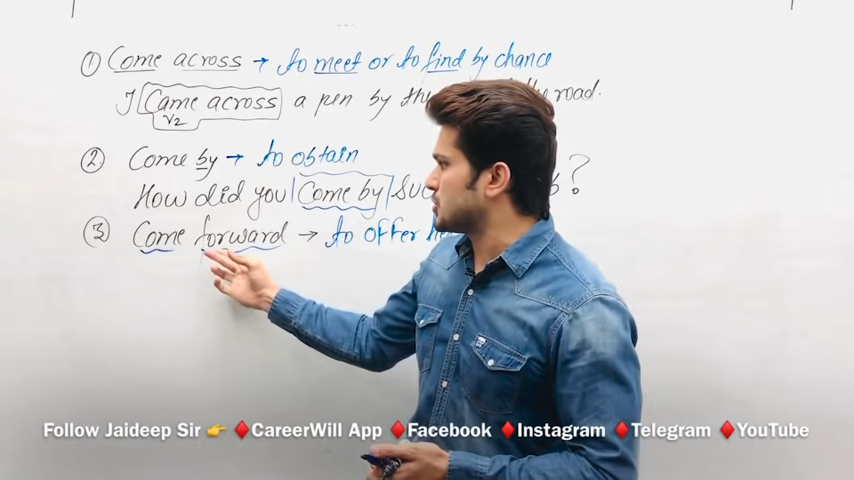 ① Come across → to meet or to find by chance
I Came across a pen by the road.
V2
② Come by → to obtain
How did you Come by ?
③ Come forward → to offer
Follow Jaideep Sir 👉 ♦CareerWill App ♦Facebook ♦Instagram ♦Telegram ♦YouTube